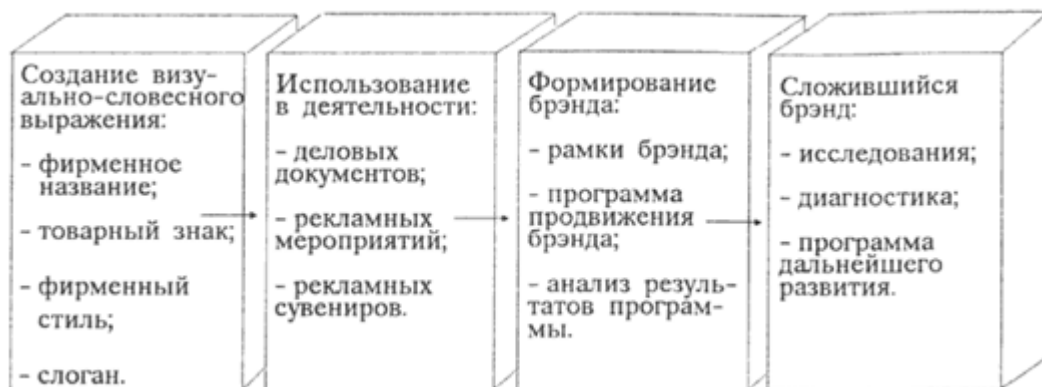 Создание визу-
ально-словесного
выражения:
- фирменное
название;
- товарный знак;
- фирменный
стиль;
- слоган.
Использование
в деятельности:
- деловых
документов;
- рекламных
мероприятий;
- рекламных
сувениров.
Формирование
брэнда:
- рамки брэнда;
- программа
продвижения
брэнда;
- анализ резуль-
татов програм-
мы.
Сложившийся
брэнд:
- исследования;
- диагностика;
- программа
дальнейшего
развития.